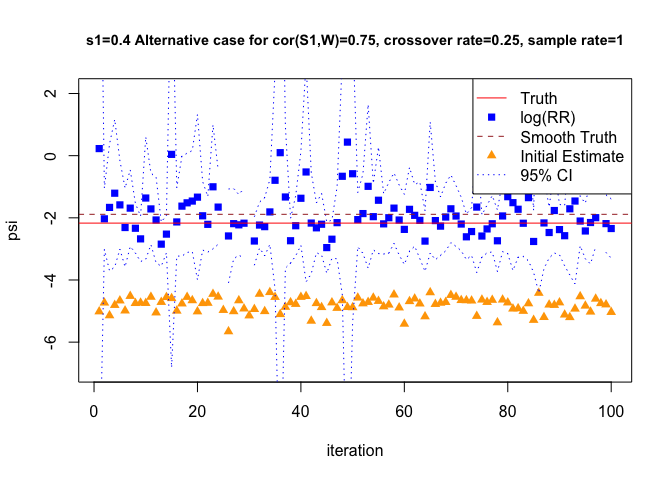 s1=0.4 Alternative case for cor(S1,W)=0.75, crossover rate=0.25, sample rate=1
Truth
log(RR)
Smooth Truth
Initial Estimate
95% CI
psi
2
0
-2
-4
-6
0 20 40 60 80 100
iteration